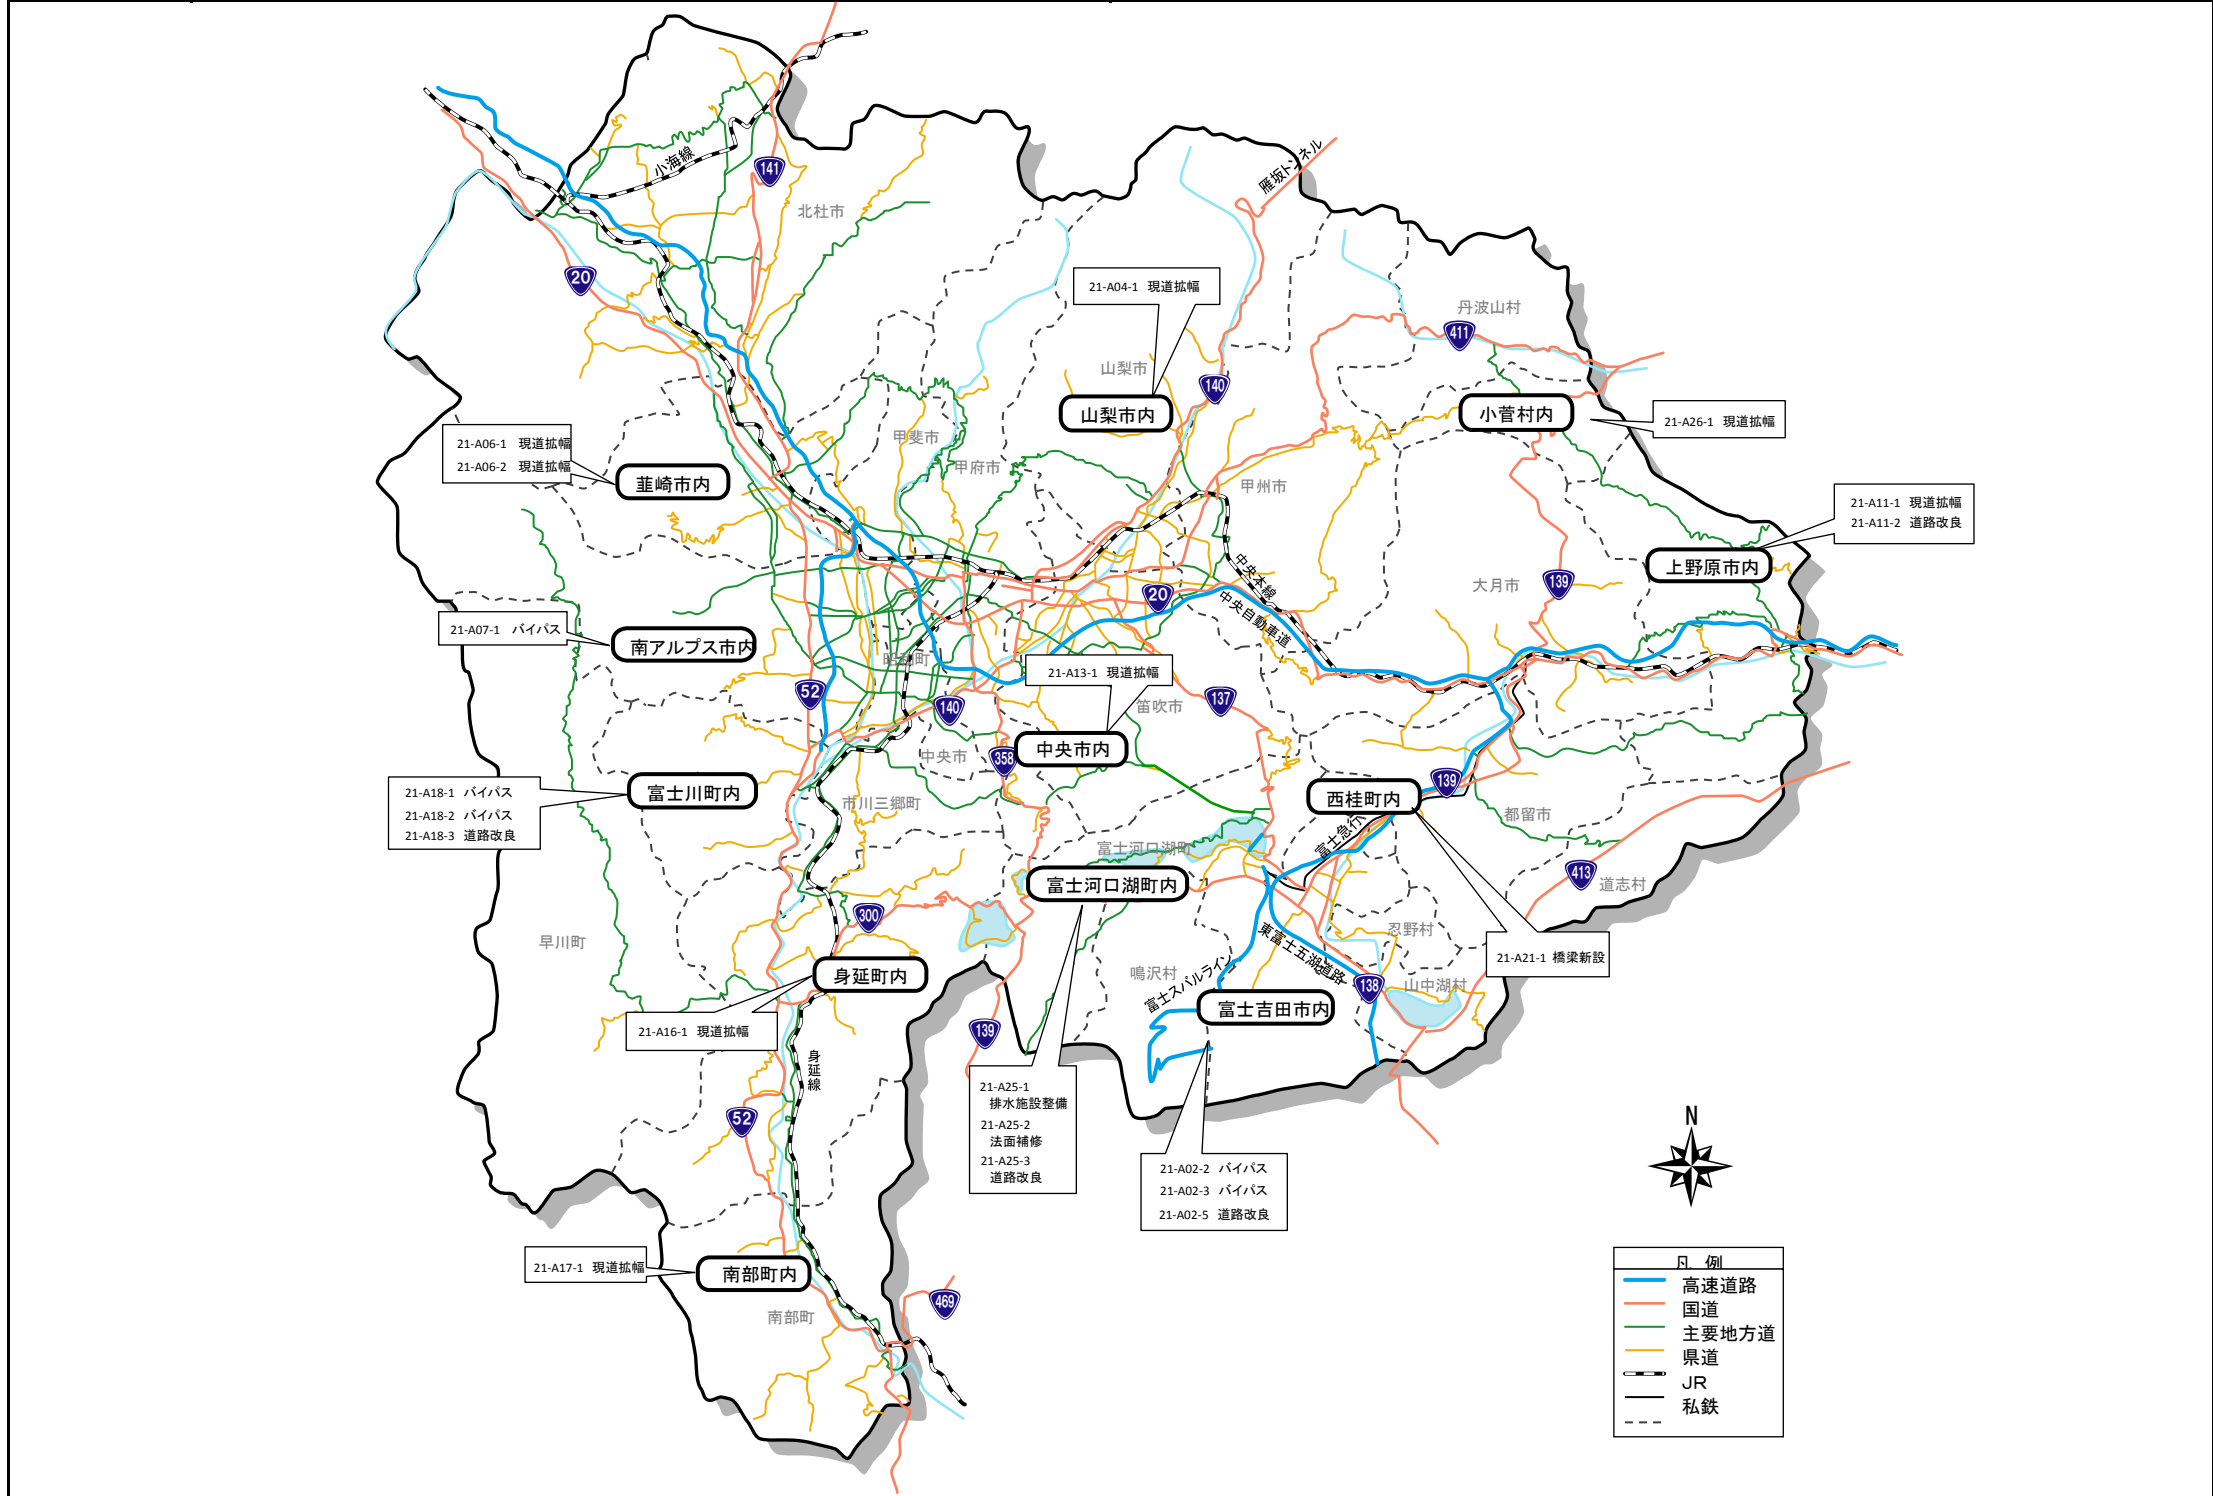 小海線
141
北杜市
雁坂トンネル
20
21-A04-1 現道拡幅
丹波山村
411
山梨市
140
山梨市内
小菅村内
21-A26-1 現道拡幅
甲斐市
21-A06-1 現道拡幅
21-A06-2 現道拡幅
甲府市
韮崎市内
甲州市
21-A11-1 現道拡幅
21-A11-2 道路改良
中央本線
上野原市内
大月市
139
20
中央自動車道
21-A07-1 バイパス
南アルプス市内
昭和町
21-A13-1 現道拡幅
52
140
137
笛吹市
中央市
358
中央市内
21-A18-1 バイパス
21-A18-2 バイパス
21-A18-3 道路改良
富士川町内
市川三郷町
西桂町内
139
都留市
富士急行
富士河口湖町
413
道志村
富士河口湖町内
300
早川町
忍野村
東富士五湖道路
21-A21-1 橋梁新設
身延町内
鳴沢村
富士スバルライン
138
山中湖村
富士吉田市内
21-A16-1 現道拡幅
139
身延線
21-A25-1
排水施設整備
21-A25-2
法面補修
21-A25-3
道路改良
52
N
21-A02-2 バイパス
21-A02-3 バイパス
21-A02-5 道路改良
21-A17-1 現道拡幅
南部町内
469
南部町
凡 例
高速道路
国道
主要地方道
県道
JR
私鉄